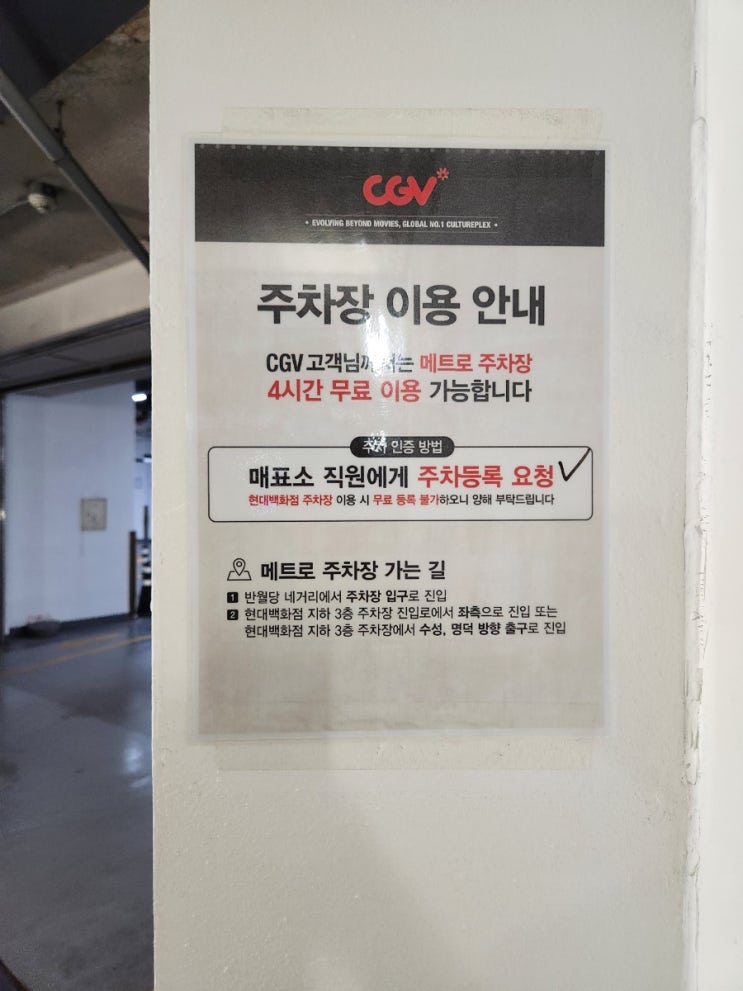 CGV
• EVOLVING BEYOND MOVIES, GLOBAL NO.1 CULTUREPLEX •
주차장 이용 안내
CGV 고객님께서는 메트로 주차장
4시간 무료 이용 가능합니다
주차 인증 방법
매표소 직원에게 주차등록 요청
현대백화점 주차장 이용 시 무료 등록 불가하오니 양해 부탁드립니다
메트로 주차장 가는 길
1 반월당 네거리에서 주차장 입구로 진입
2 현대백화점 지하 3층 주차장 진입로에서 좌측으로 진입 또는
현대백화점 지하 3층 주차장에서 수성, 명덕 방향 출구로 진입